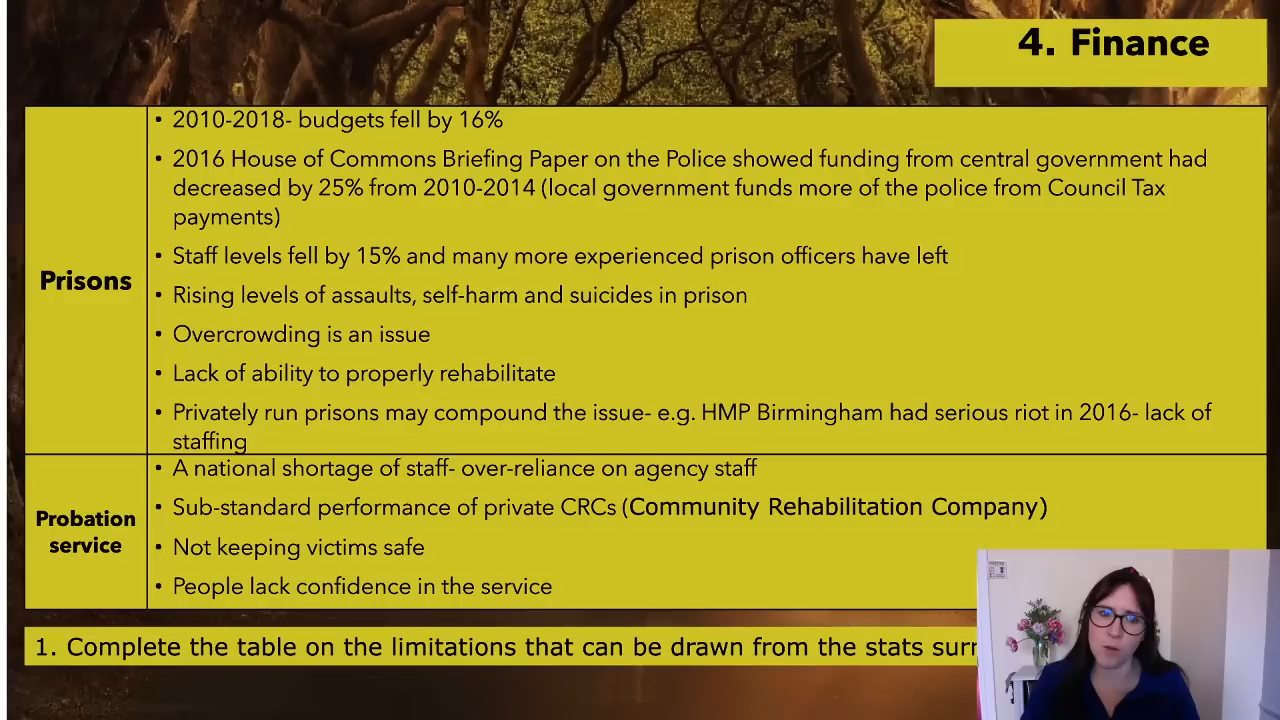 4. Finance
Prisons
• 2010-2018- budgets fell by 16%
• 2016 House of Commons Briefing Paper on the Police showed funding from central government had
decreased by 25% from 2010-2014 (local government funds more of the police from Council Tax
payments)
• Staff levels fell by 15% and many more experienced prison officers have left
• Rising levels of assaults, self-harm and suicides in prison
• Overcrowding is an issue
• Lack of ability to properly rehabilitate
• Privately run prisons may compound the issue- e.g. HMP Birmingham had serious riot in 2016- lack of
staffing
Probation
service
• A national shortage of staff- over-reliance on agency staff
• Sub-standard performance of private CRCs (Community Rehabilitation Company)
• Not keeping victims safe
• People lack confidence in the service
1. Complete the table on the limitations that can be drawn from the stats